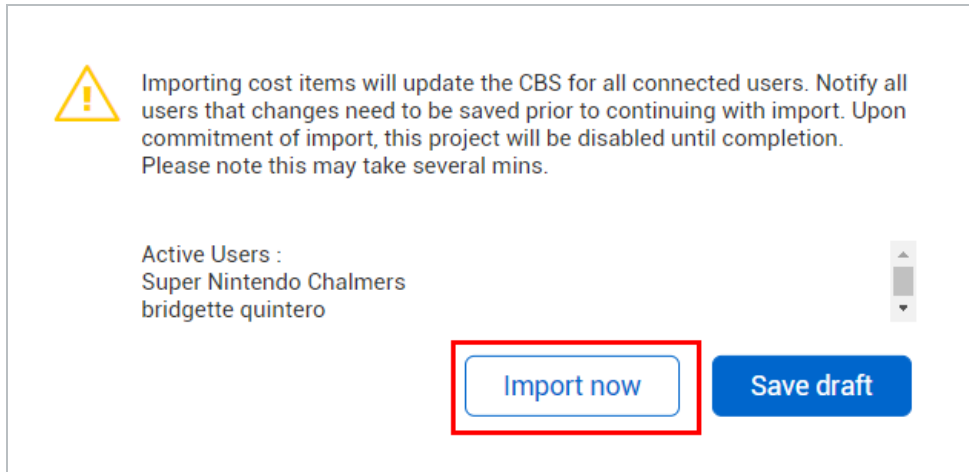 Importing cost items will update the CBS for all connected users. Notify all
users that changes need to be saved prior to continuing with import. Upon
commitment of import, this project will be disabled until completion.
Please note this may take several mins.
Active Users :
Super Nintendo Chalmers
bridgette quintero
Import now
Save draft